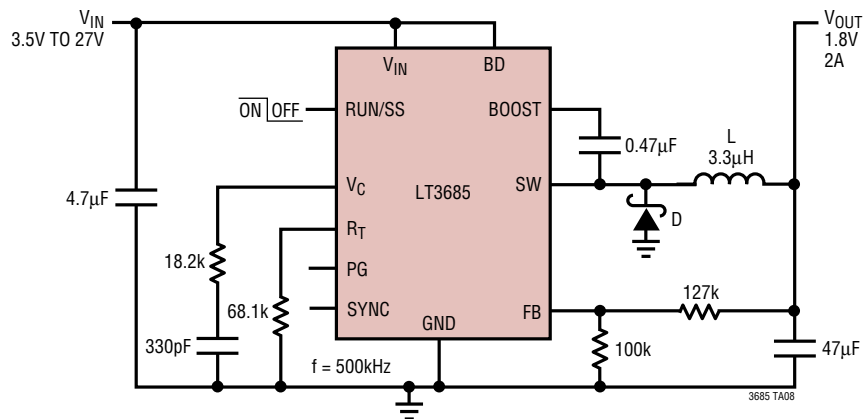 VIN
3.5V TO 27V
VOUT
1.8V
2A
VIN
BD
ON OFF
RUN/SS
BOOST
0.47µF
L
3.3µH
4.7µF
VC
LT3685
SW
D
RT
18.2k
PG
68.1k
SYNC
GND
FB
127k
330pF
f = 500kHz
100k
47µF
3685 TA08